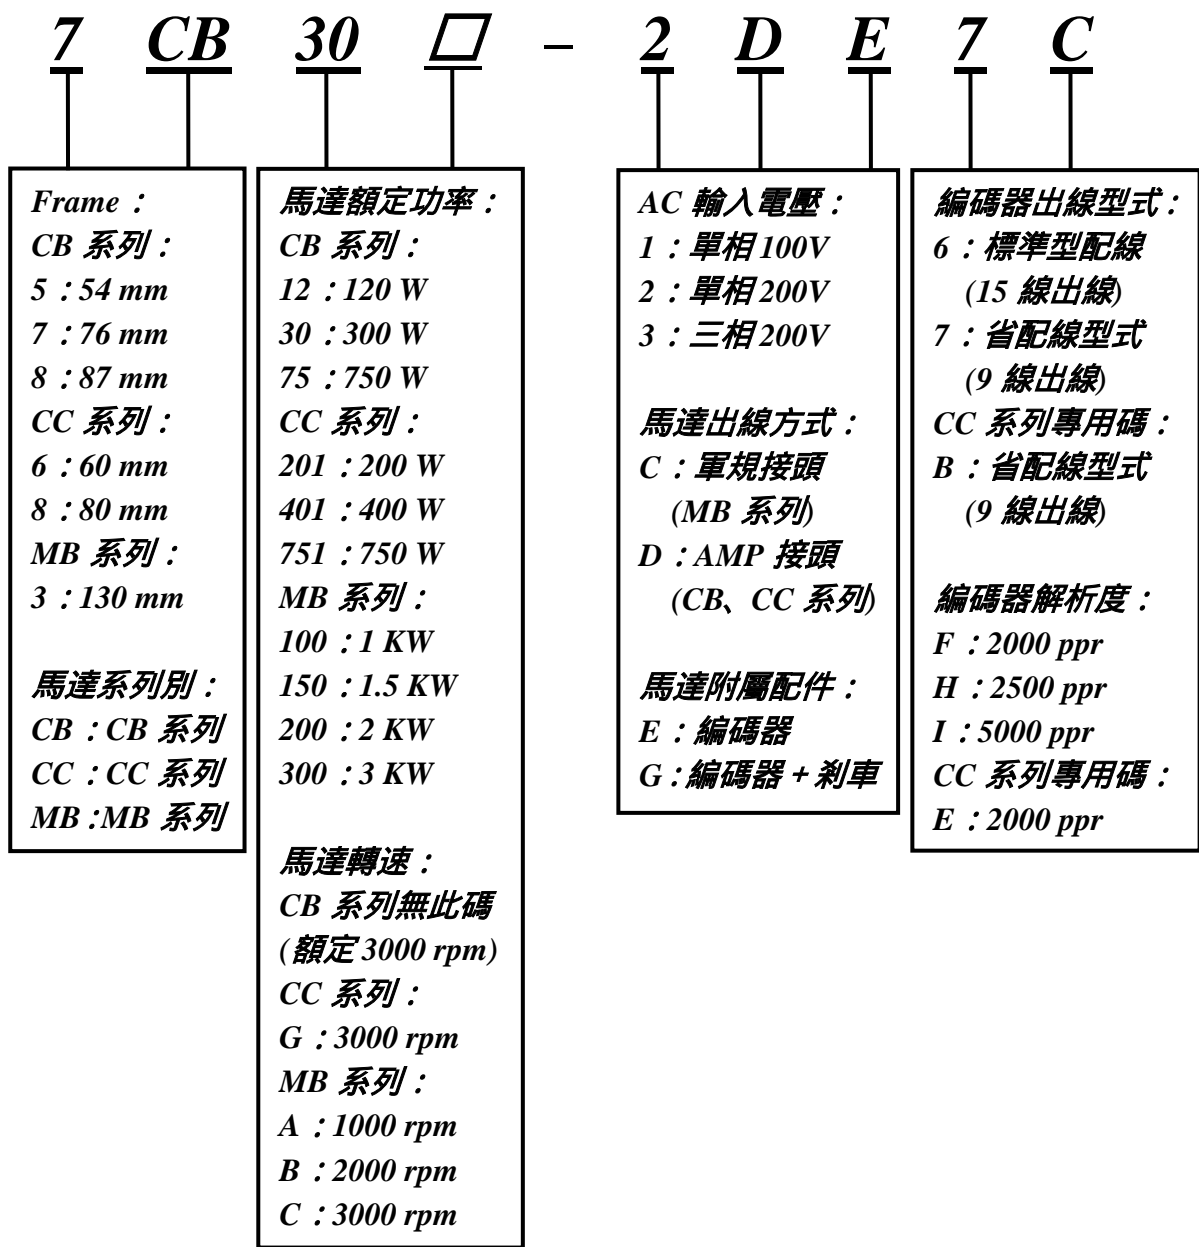 7 CB 30 □ – 2 D E 7 C
Frame：
CB 系列：
5：54 mm
7：76 mm
8：87 mm
CC 系列：
6：60 mm
8：80 mm
MB 系列：
3：130 mm
馬達系列別：
CB：CB 系列
CC：CC 系列
MB：MB 系列
馬達額定功率：
CB 系列：
12：120 W
30：300 W
75：750 W
CC 系列：
201：200 W
401：400 W
751：750 W
MB 系列：
100：1 KW
150：1.5 KW
200：2 KW
300：3 KW
馬達轉速：
CB 系列無此碼
(額定 3000 rpm)
CC 系列：
G：3000 rpm
MB 系列：
A：1000 rpm
B：2000 rpm
C：3000 rpm
AC 輸入電壓：
1：單相 100V
2：單相 200V
3：三相 200V
馬達出線方式：
C：軍規接頭
(MB 系列)
D：AMP 接頭
(CB、CC 系列)
馬達附屬配件：
E：編碼器
G：編碼器 + 剎車
編碼器出線型式：
6：標準型配線
(15 線出線)
7：省配線型式
(9 線出線)
CC 系列專用碼：
B：省配線型式
(9 線出線)
編碼器解析度：
F：2000 ppr
H：2500 ppr
I：5000 ppr
CC 系列專用碼：
E：2000 ppr